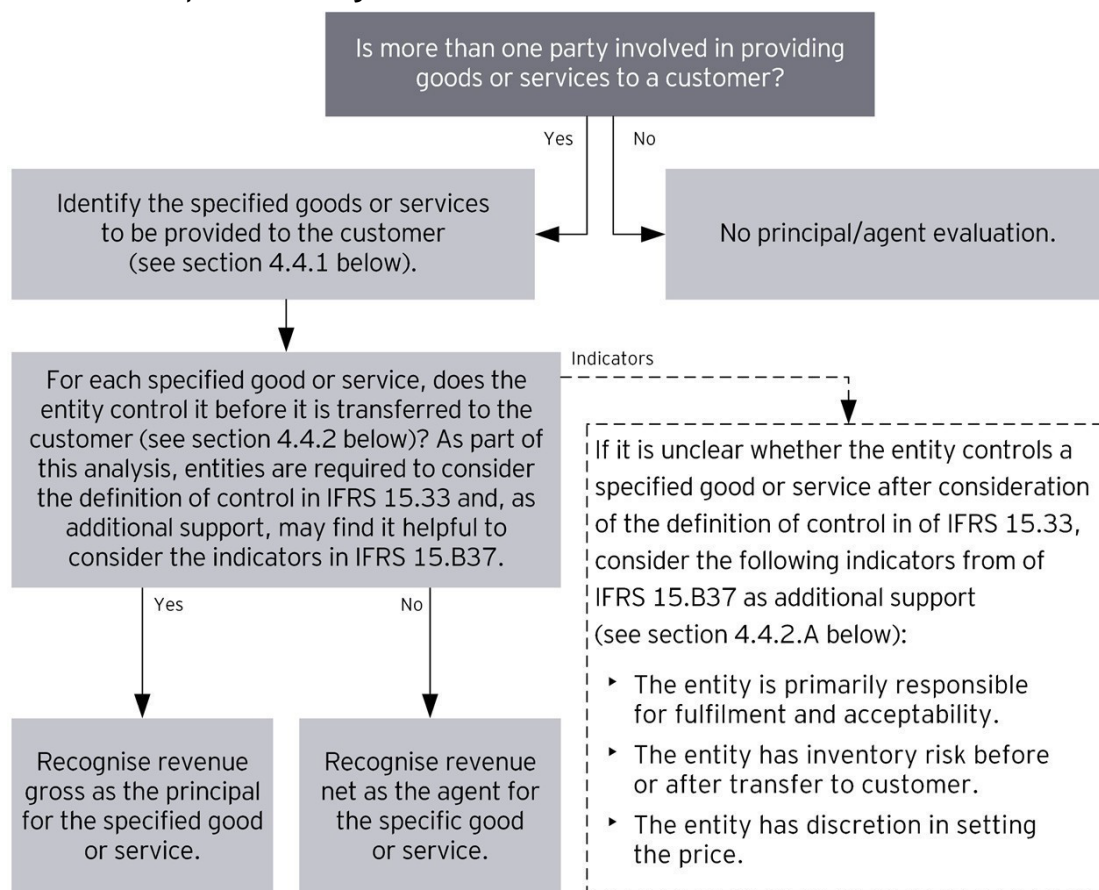 Is more than one party involved in providing
goods or services to a customer?
Yes
No
Identify the specified goods or services
to be provided to the customer
(see section 4.4.1 below).
No principal/agent evaluation.
For each specified good or service, does the
entity control it before it is transferred to the
customer (see section 4.4.2 below)? As part of
this analysis, entities are required to consider
the definition of control in IFRS 15.33 and, as
additional support, may find it helpful to
consider the indicators in IFRS 15.B37.
Indicators
If it is unclear whether the entity controls a
specified good or service after consideration
of the definition of control in of IFRS 15.33,
consider the following indicators from of
IFRS 15.B37 as additional support
(see section 4.4.2.A below):
‣ The entity is primarily responsible
for fulfilment and acceptability.
‣ The entity has inventory risk before
or after transfer to customer.
‣ The entity has discretion in setting
the price.
Yes
No
Recognise revenue
gross as the principal
for the specified good
or service.
Recognise revenue
net as the agent for
the specific good
or service.